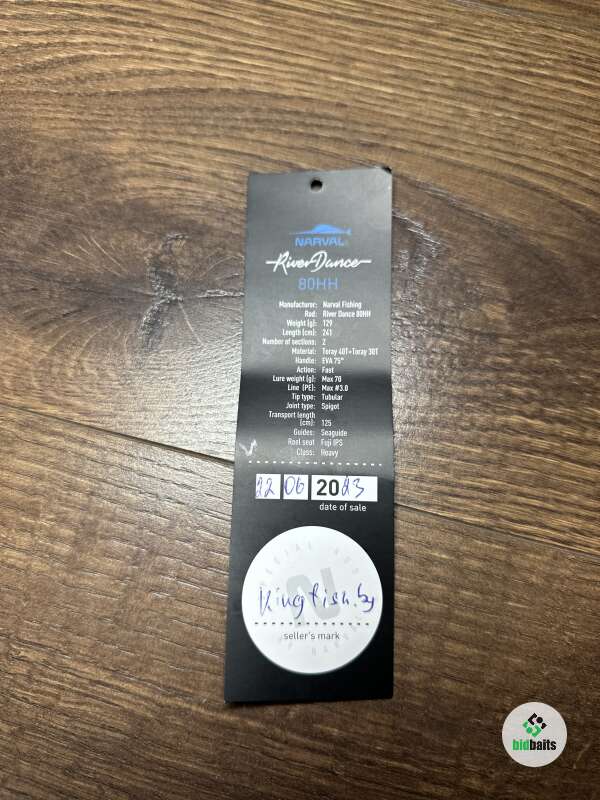 NARVAL®
River Dance
80HH
Manufacturer: Narval Fishing
Rod: River Dance 80HH
Weight (g): 129
Length (cm): 241
Number of sections: 2
Material: Toray 40T+Toray 30T
Handle: EVA 75°
Action: Fast
Lure weight (g): Max 70
Line (PE): Max #3.0
Tip type: Tubular
Joint type: Spigot
Transport length
(cm): 125
Guides: Seaguide
Reel seat Fuji IPS
Class: Heavy
22 06 2023
date of sale
Kingfish.by
seller's mark
bidbaits